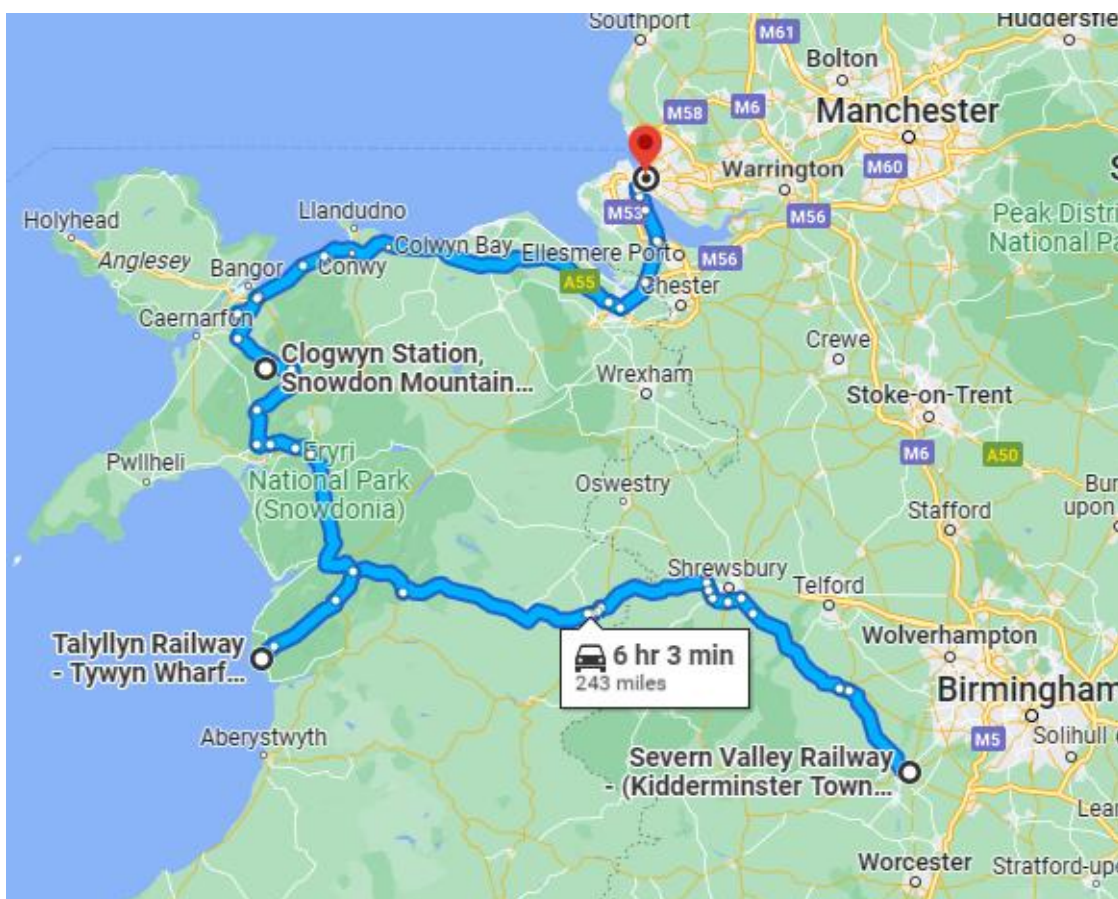 Southport
M61
Huddersfie
Bolton
M58
M6
Manchester
Warrington
M60
M53
M56
Peak Distri
National Pa
Llandudno
Holyhead
Anglesey
Bangor
Colwyn Bay
Conwy
Ellesmere Port
M56
A55
Chester
Caernarfon
Crewe
Clogwyn Station,
Snowdon Mountain...
Wrexham
Stoke-on-Trent
M6
A50
Pwllheli
Eryri
National Park
(Snowdonia)
Oswestry
Bur
upon
Stafford
Shrewsbury
Telford
Talyllyn Railway
- Tywyn Wharf...
6 hr 3 min
243 miles
Wolverhampton
Birmingham
M5
Solihull
Aberystwyth
Severn Valley Railway
- (Kidderminster Town...
Lea
Worcester
Stratford-up